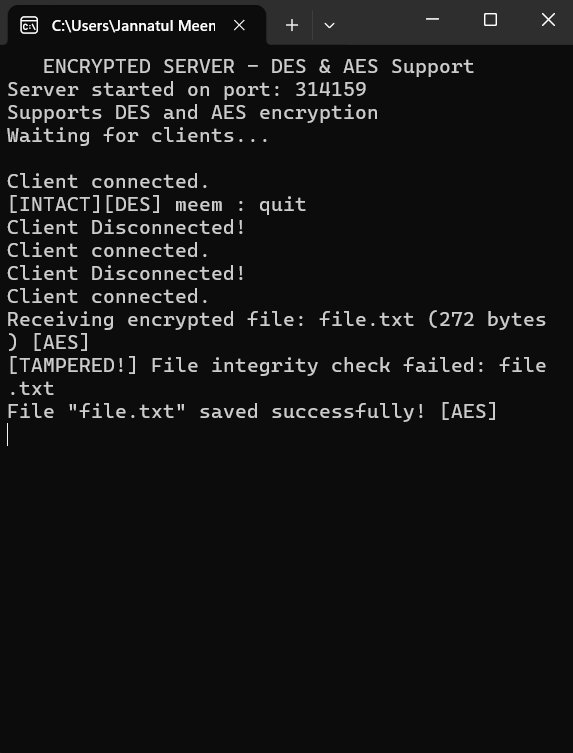 C:\Users\Jannatul Meen
ENCRYPTED SERVER - DES & AES Support
Server started on port: 314159
Supports DES and AES encryption
Waiting for clients...
Client connected.
[INTACT][DES] meem : quit
Client Disconnected!
Client connected.
Client Disconnected!
Client connected.
Receiving encrypted file: file.txt (272 bytes
) [AES]
[TAMPERED!] File integrity check failed: file
.txt
File "file.txt" saved successfully! [AES]